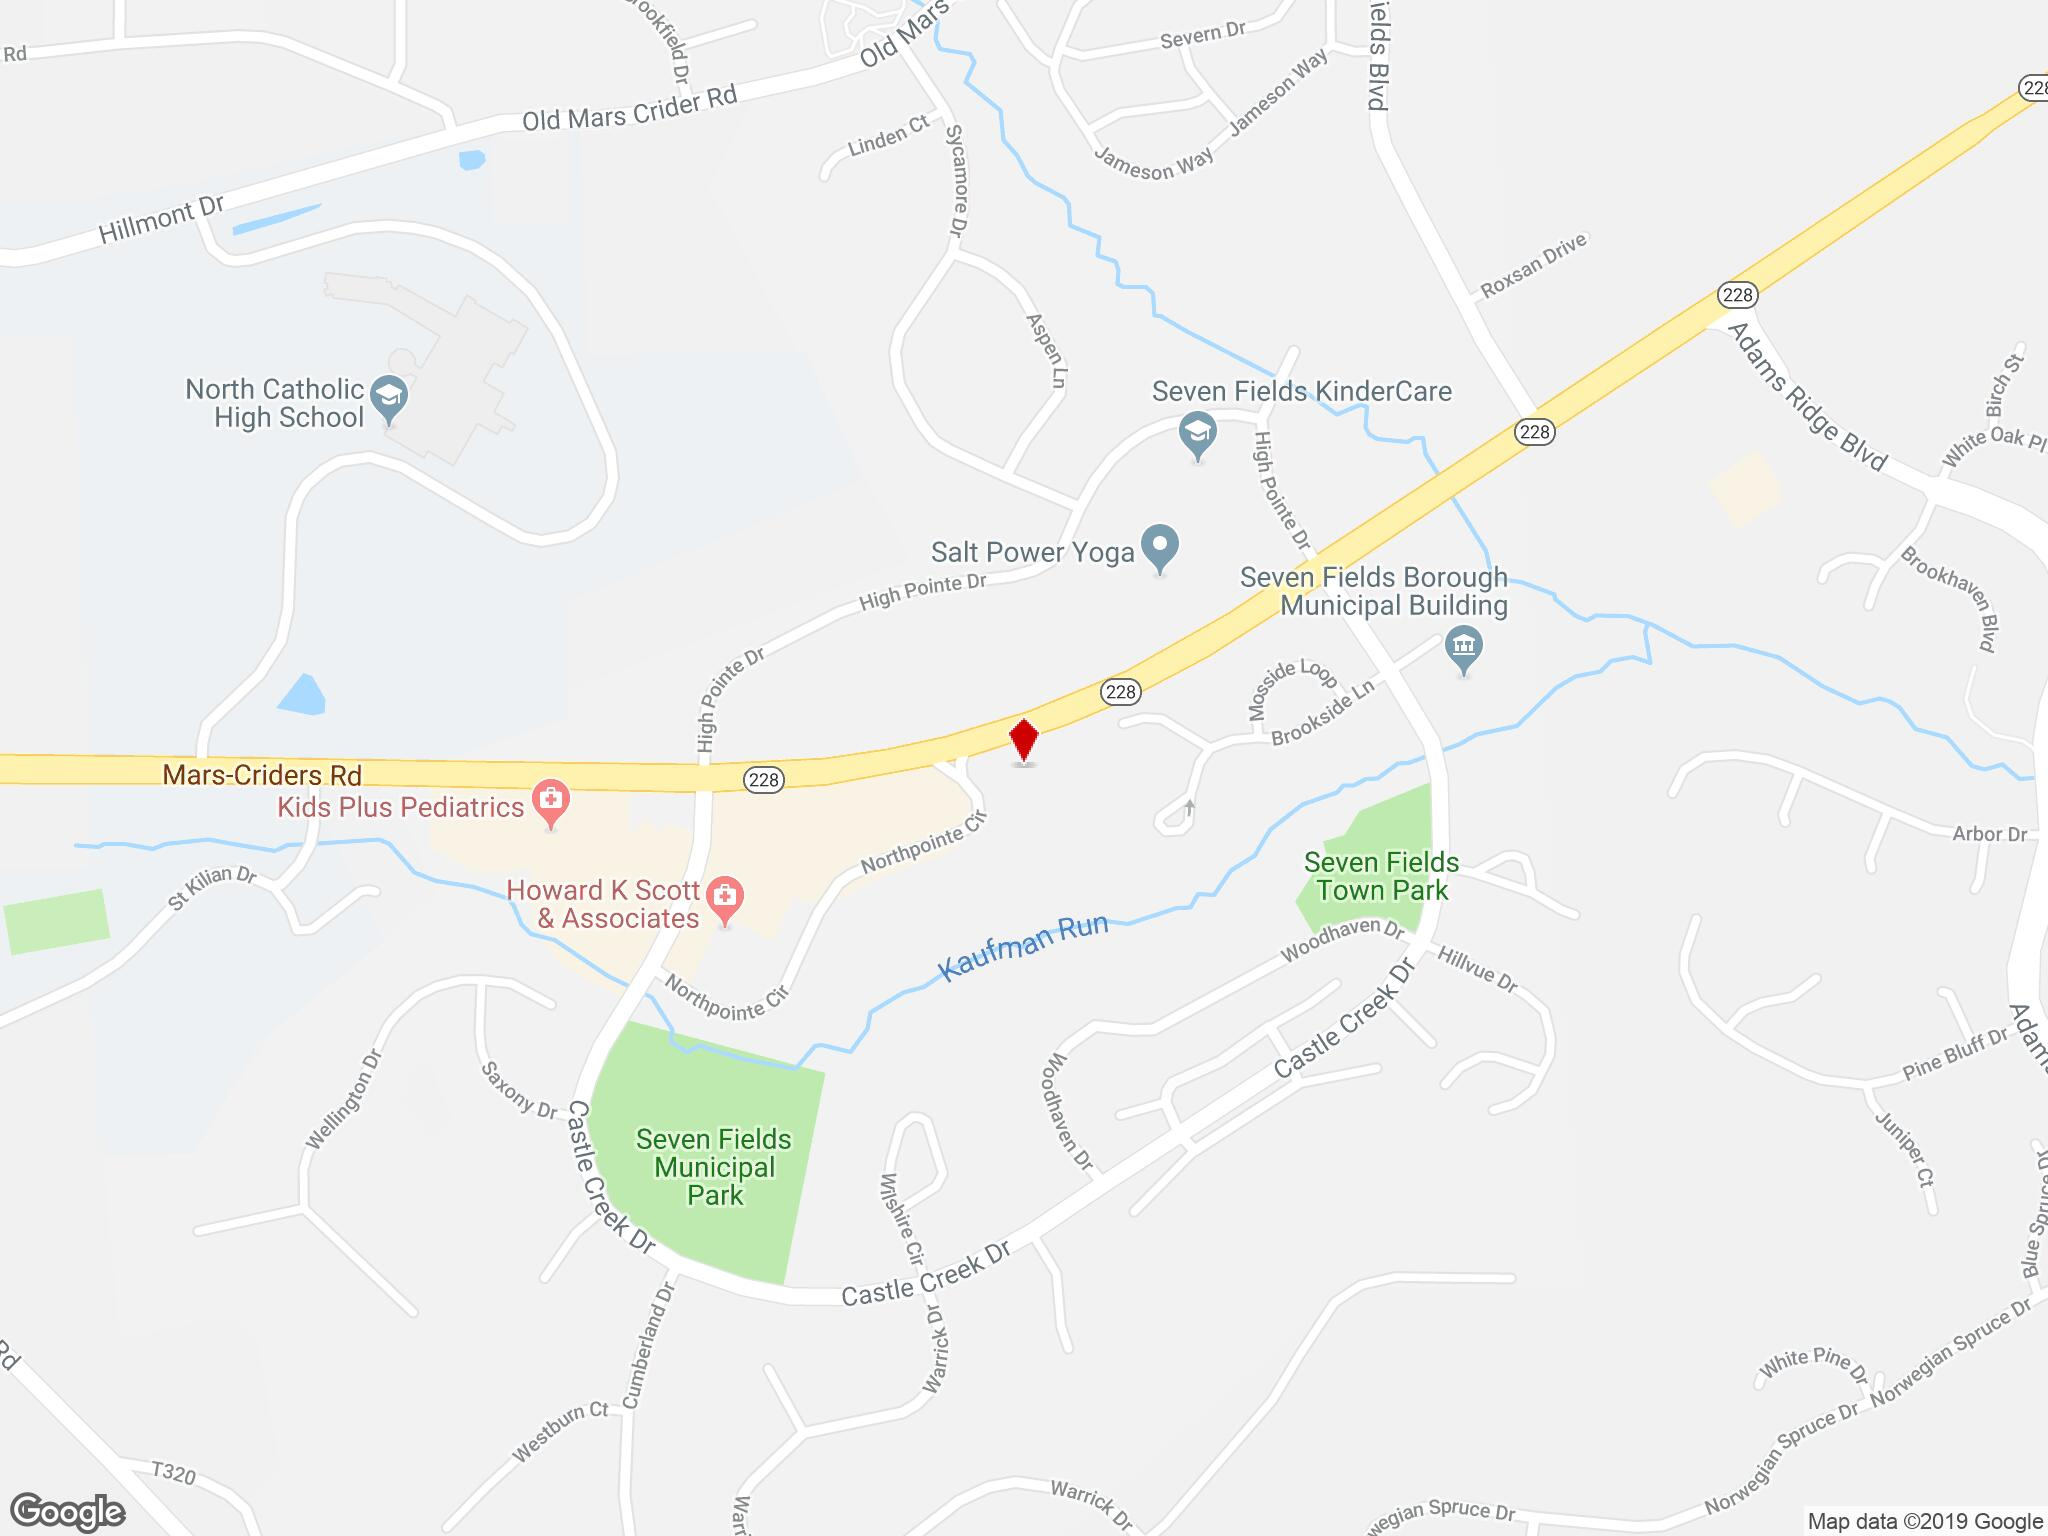 Rd
Brookfield Dr
Old Mars
Severn Dr
Jameson Way
228
Old Mars Crider Rd
Linden Ct
Sycamore Dr
Jameson Way
Hillmont Dr
Roxsan Drive
228
Aspen Ln
Adams Ridge Blvd
Birch St
North Catholic
High School
Seven Fields KinderCare
228
White Oak Pl
High Pointe Dr
Salt Power Yoga
High Pointe Dr
Seven Fields Borough
Municipal Building
Brookhaven Blvd
High Pointe Dr
Mosside Loop
228
Brookside Ln
Mars-Criders Rd
228
Kids Plus Pediatrics
Northpointe Cir
Arbor Dr
St Kilian Dr
Seven Fields
Town Park
Howard K Scott
& Associates
Kaufman Run
Woodhaven Dr
Hillvue Dr
Northpointe Cir
Castle Creek Dr
Pine Bluff Dr
Wellington Dr
Saxony Dr
Woodhaven Dr
Juniper Ct
Castle Creek Dr
Seven Fields
Municipal
Park
Wilshire Cir
Blue Spruce Dr
Castle Creek Dr
Cumberland Dr
Warrick Dr
Rd
White Pine Dr
Norwegian Spruce Dr
Westburn Ct
T320
Warrick Dr
Norwegian Spruce Dr
Spruce Dr
Google
Map data ©2019 Google